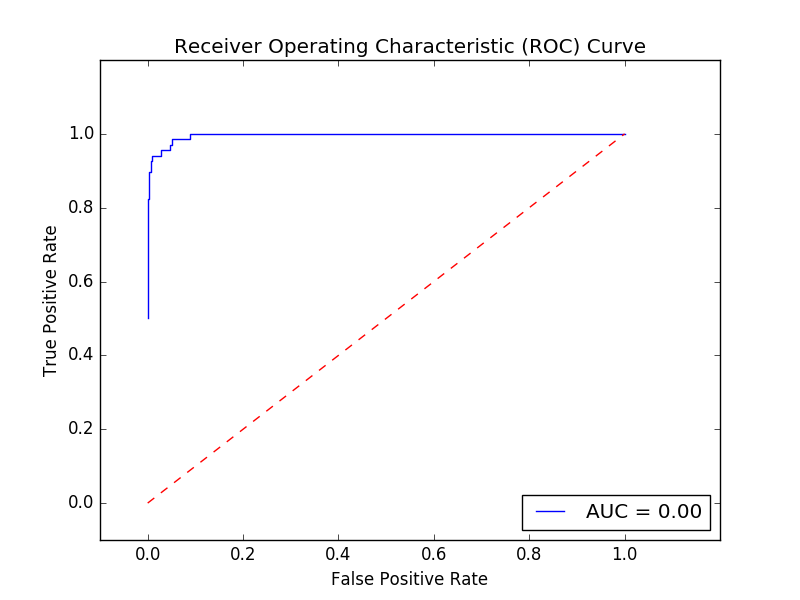 Receiver Operating Characteristic (ROC) Curve
True Positive Rate
1.0
0.8
0.6
0.4
0.2
0.0
AUC = 0.00
0.0 0.2 0.4 0.6 0.8 1.0
False Positive Rate